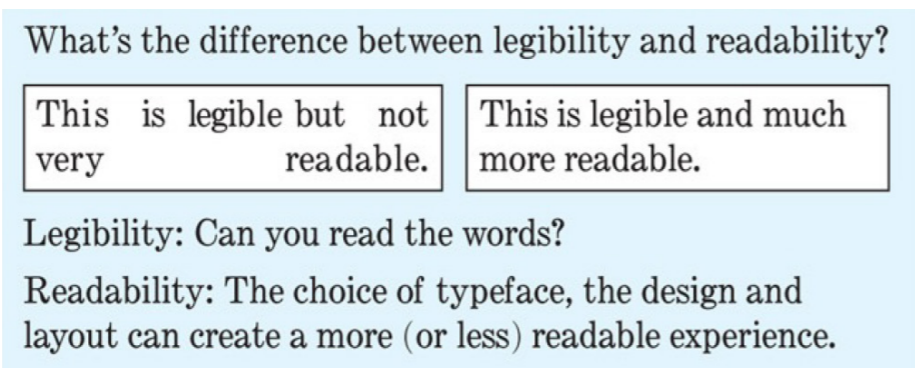 What’s the difference between legibility and readability?
This is legible but not
very readable.
This is legible and much
more readable.
Legibility: Can you read the words?
Readability: The choice of typeface, the design and
layout can create a more (or less) readable experience.